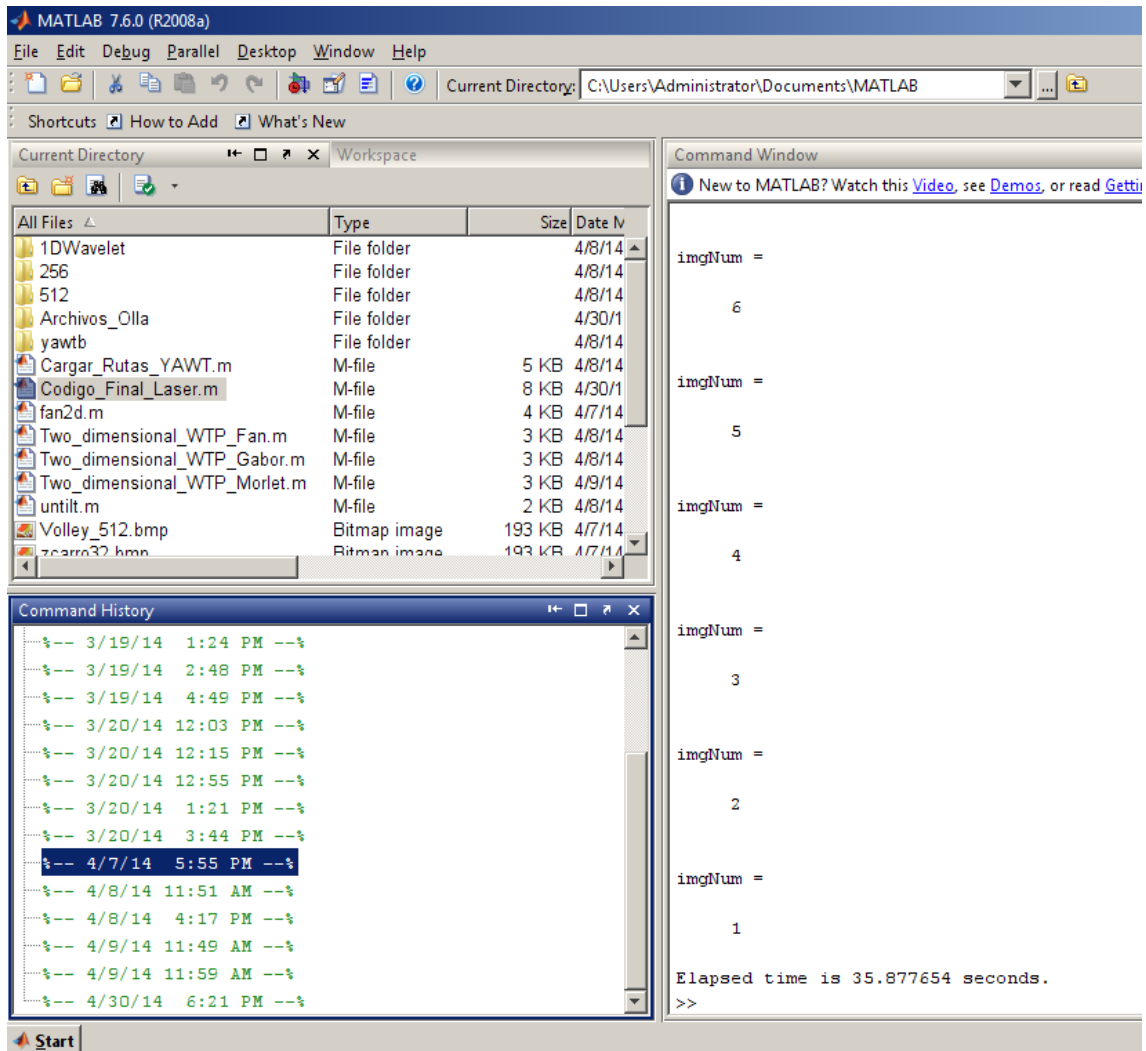 MATLAB 7.6.0 (R2008a)
File Edit Debug Parallel Desktop Window Help
Current Directory: C:\Users\Administrator\Documents\MATLAB ...
Shortcuts How to Add What's New
Current Directory Workspace
All Files Type Size Date M
1DWavelet File folder 4/8/14
256 File folder 4/8/14
512 File folder 4/8/14
Archivos_Olla File folder 4/30/1
yawtb File folder 4/8/14
Cargar_Rutas_YAWT.m M-file 5 KB 4/8/14
Codigo_Final_Laser.m M-file 8 KB 4/30/1
fan2d.m M-file 4 KB 4/7/14
Two_dimensional_WTP_Fan.m M-file 3 KB 4/8/14
Two_dimensional_WTP_Gabor.m M-file 3 KB 4/8/14
Two_dimensional_WTP_Morlet.m M-file 3 KB 4/9/14
untilt.m M-file 2 KB 4/8/14
Volley_512.bmp Bitmap image 193 KB 4/7/14
zcarro32.bmp Bitmap image 193 KB 4/7/14
Command History
%-- 3/19/14 1:24 PM --%
%-- 3/19/14 2:48 PM --%
%-- 3/19/14 4:49 PM --%
%-- 3/20/14 12:03 PM --%
%-- 3/20/14 12:15 PM --%
%-- 3/20/14 12:55 PM --%
%-- 3/20/14 1:21 PM --%
%-- 3/20/14 3:44 PM --%
%-- 4/7/14 5:55 PM --%
%-- 4/8/14 11:51 AM --%
%-- 4/8/14 4:17 PM --%
%-- 4/9/14 11:49 AM --%
%-- 4/9/14 11:59 AM --%
%-- 4/30/14 6:21 PM --%
Command Window
New to MATLAB? Watch this Video, see Demos, or read Getti
imgNum =
6
imgNum =
5
imgNum =
4
imgNum =
3
imgNum =
2
imgNum =
1
Elapsed time is 35.877654 seconds.
>>
Start